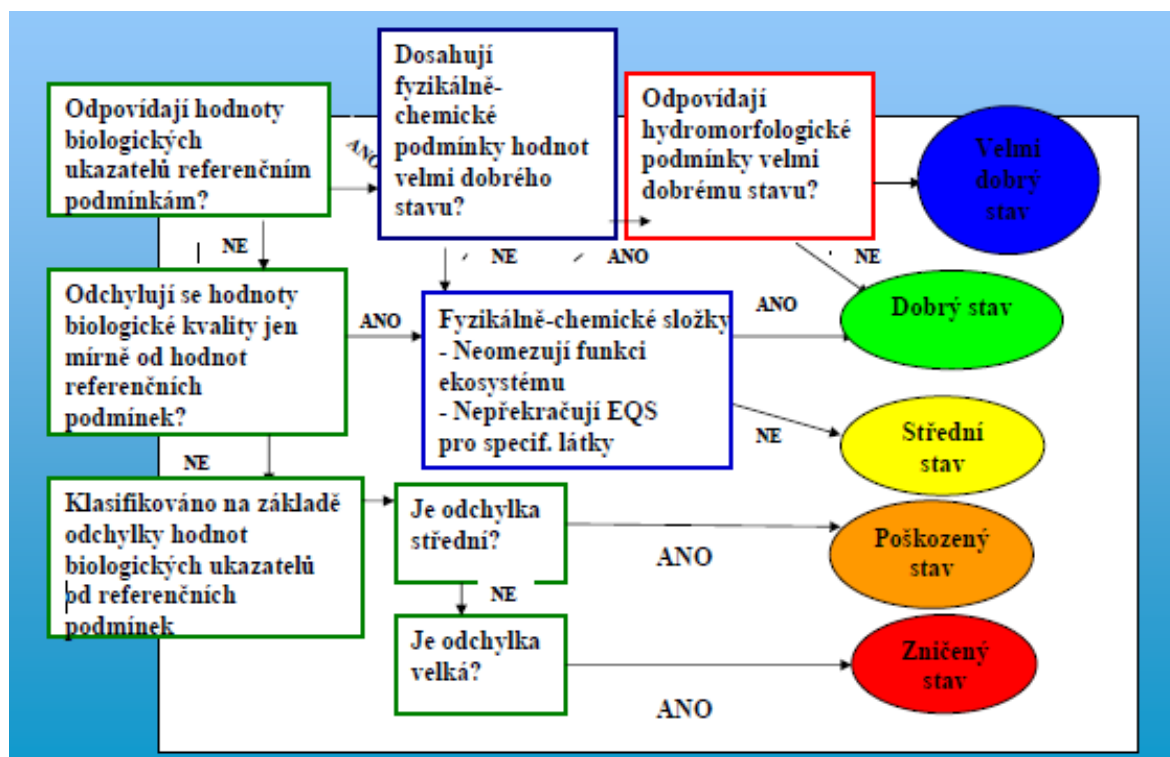 Odpovídají hodnoty
biologických
ukazatelů referenčním
podmínkám?
ANO
Dosahují
fyzikálně-
chemické
podmínky hodnot
velmi dobrého
stavu?
Odpovídají
hydromorfologické
podmínky velmi
dobrému stavu?
Velmi
dobrý
stav
NE
NE
ANO
NE
Odchylují se hodnoty
biologické kvality jen
mírně od hodnot
referenčních
podmínek?
ANO
Fyzikálně-chemické složky
- Neomezují funkci
ekosystému
- Nepřekračují EQS
pro specif. látky
ANO
Dobrý stav
NE
Střední
stav
NE
Klasifikováno na základě
odchylky hodnot
biologických ukazatelů
od referenčních
podmínek
Je odchylka
střední?
ANO
Poškozený
stav
NE
Je odchylka
velká?
ANO
Zničený
stav